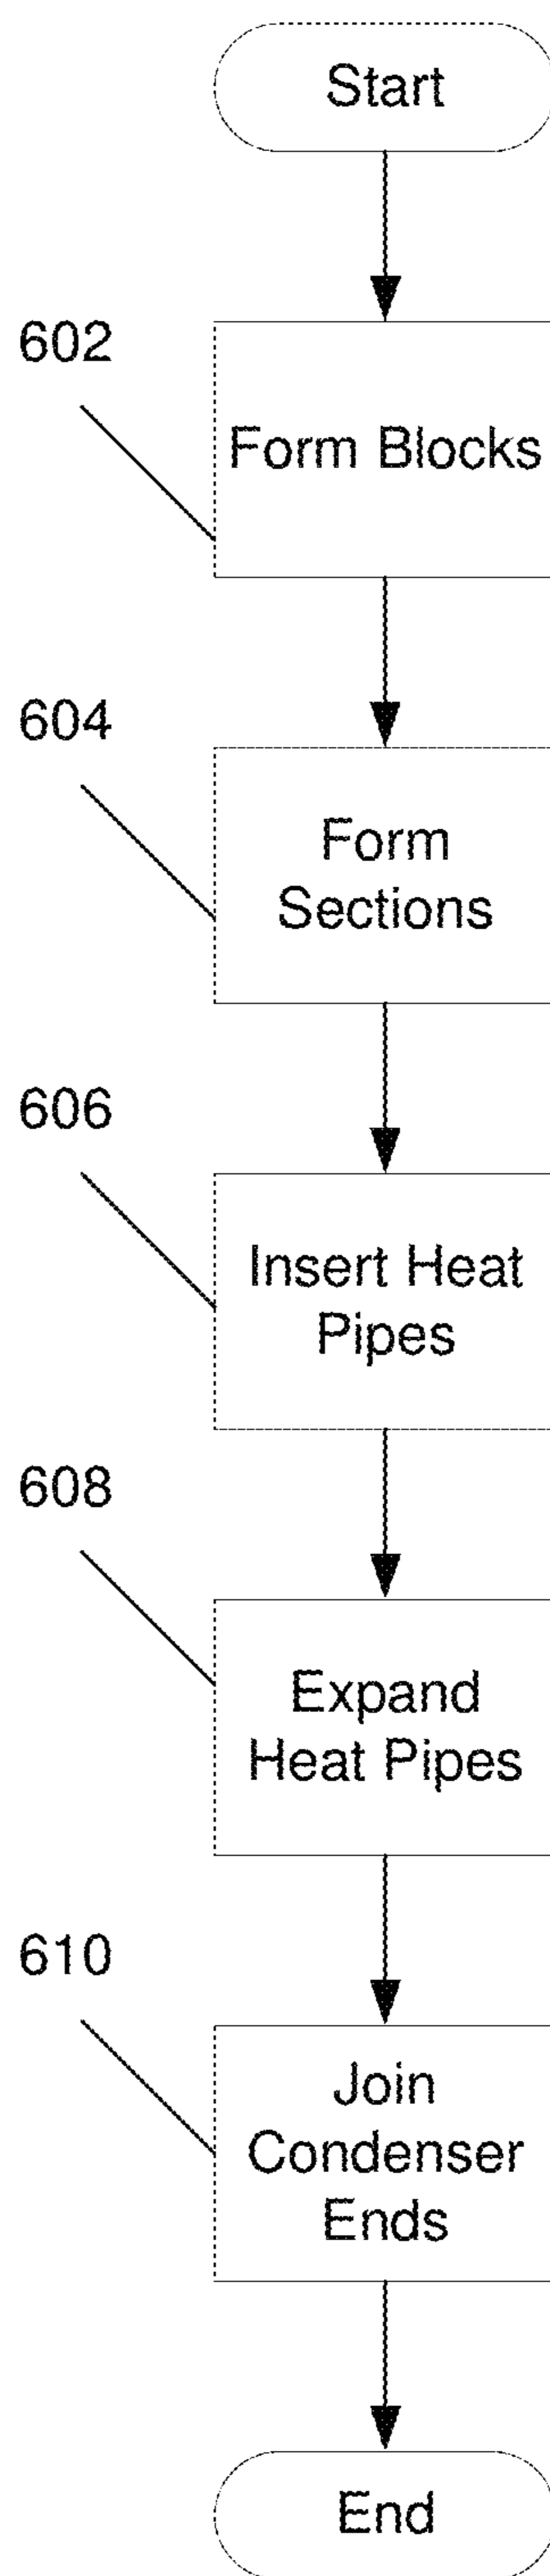 Start
602
Form Blocks
604
Form
Sections
606
Insert Heat
Pipes
608
Expand
Heat Pipes
610
Join
Condenser
Ends
End